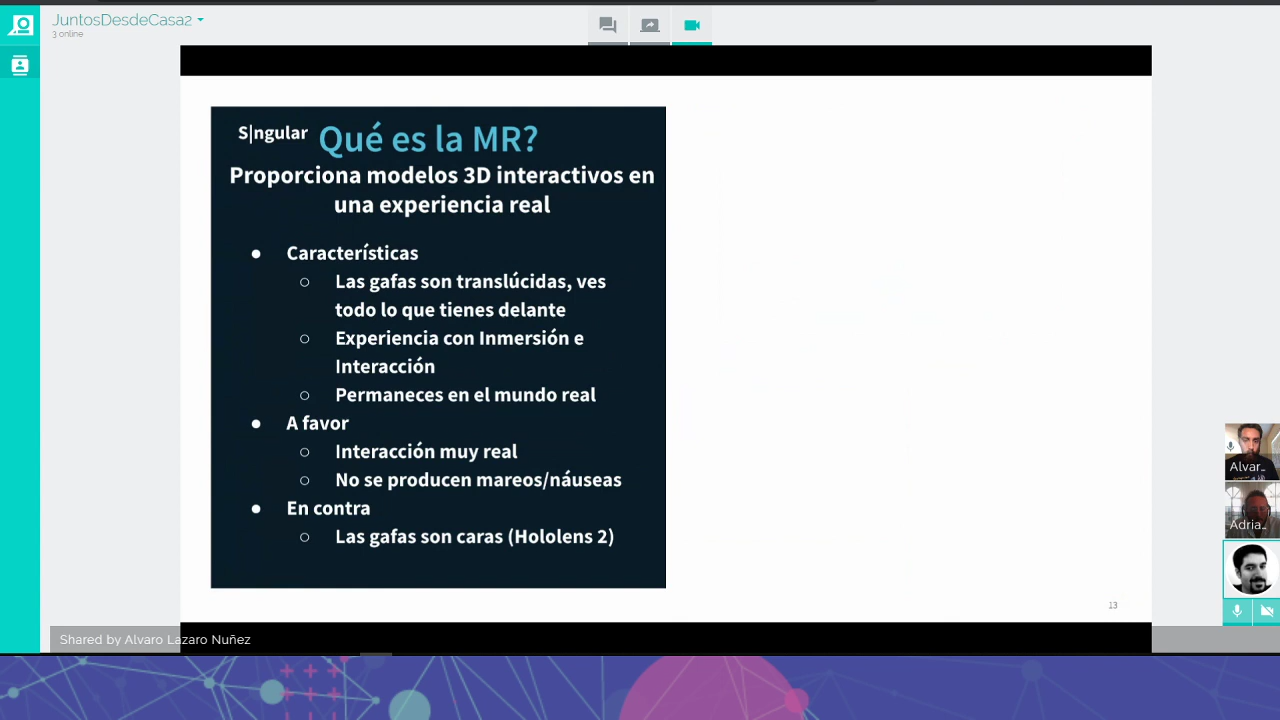 JuntosDesdeCasa2
3 online
S|ngular
Qué es la MR?
Proporciona modelos 3D interactivos en
una experiencia real
● Características
○ Las gafas son translúcidas, ves
todo lo que tienes delante
○ Experiencia con Inmersión e
Interacción
○ Permaneces en el mundo real
● A favor
○ Interacción muy real
○ No se producen mareos/náuseas
● En contra
○ Las gafas son caras (Hololens 2)
13
Alvar...
Adria...
Shared by Alvaro Lazaro Nuñez